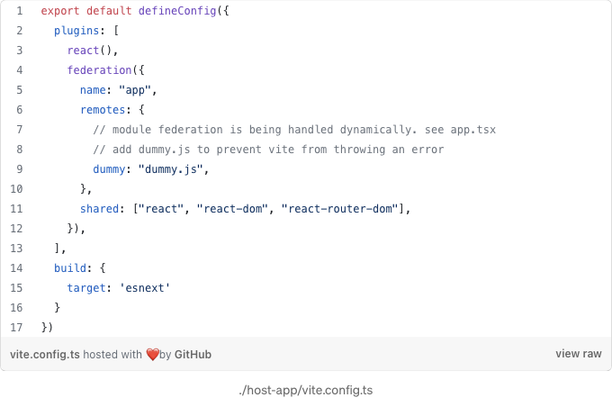 1 export default defineConfig({
2   plugins: [
3     react(),
4     federation({
5       name: "app",
6       remotes: {
7         // module federation is being handled dynamically. see app.tsx
8         // add dummy.js to prevent vite from throwing an error
9         dummy: "dummy.js",
10       },
11       shared: ["react", "react-dom", "react-router-dom"],
12     }),
13   ],
14   build: {
15     target: 'esnext'
16   }
17 })
vite.config.ts hosted with ❤️by GitHub view raw
./host-app/vite.config.ts